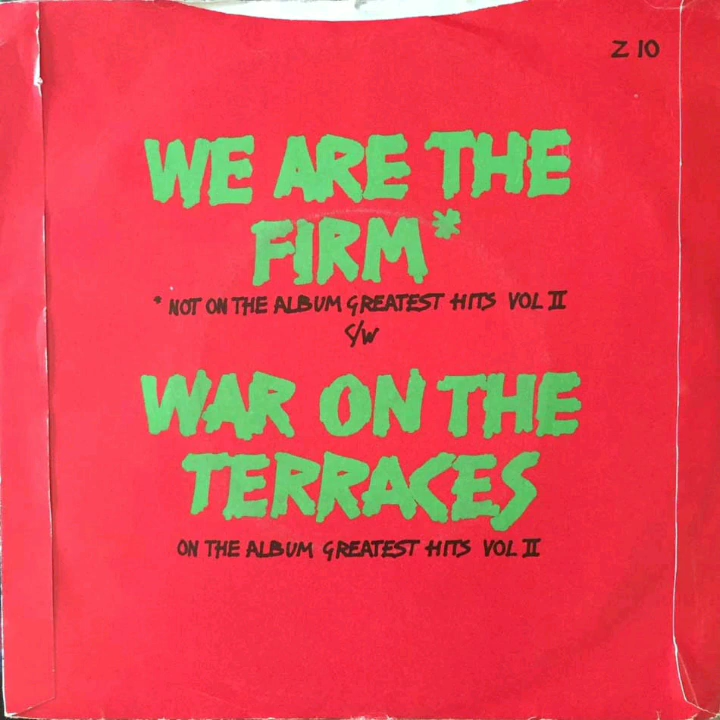 Z 10
WE ARE THE
FIRM*
* NOT ON THE ALBUM GREATEST HITS VOL II
C/W
WAR ON THE
TERRACES
ON THE ALBUM GREATEST HITS VOL II